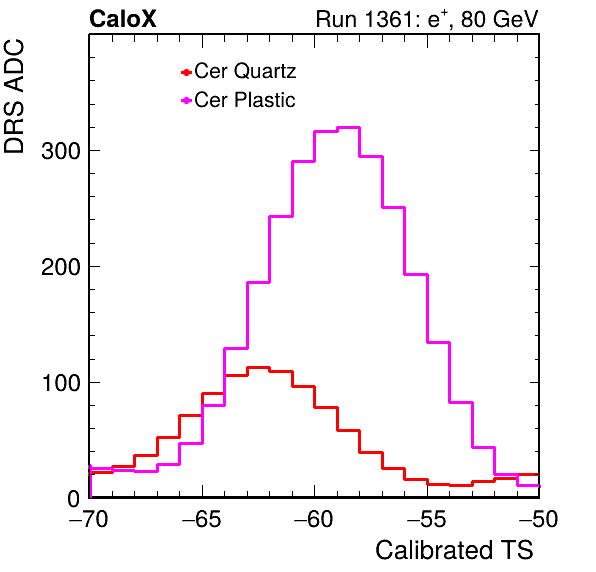 CaloX Run 1361: e⁺, 80 GeV
DRS ADC
Cer Quartz
Cer Plastic
300
200
100
0
−70 −65 −60 −55 −50
Calibrated TS